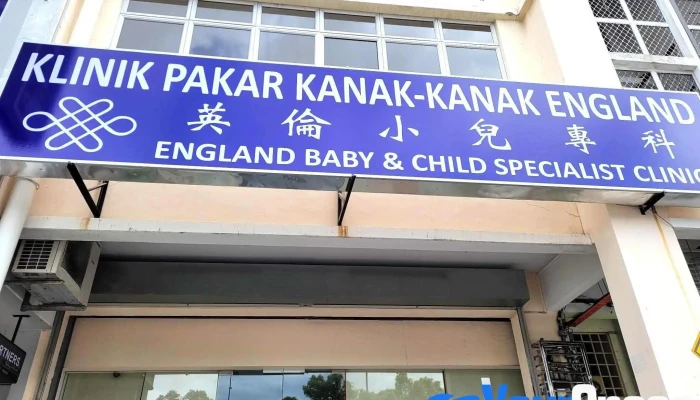 KLINIK PAKAR KANAK-KANAK ENGLAND
英倫小兒專科
ENGLAND BABY & CHILD SPECIALIST CLINIC